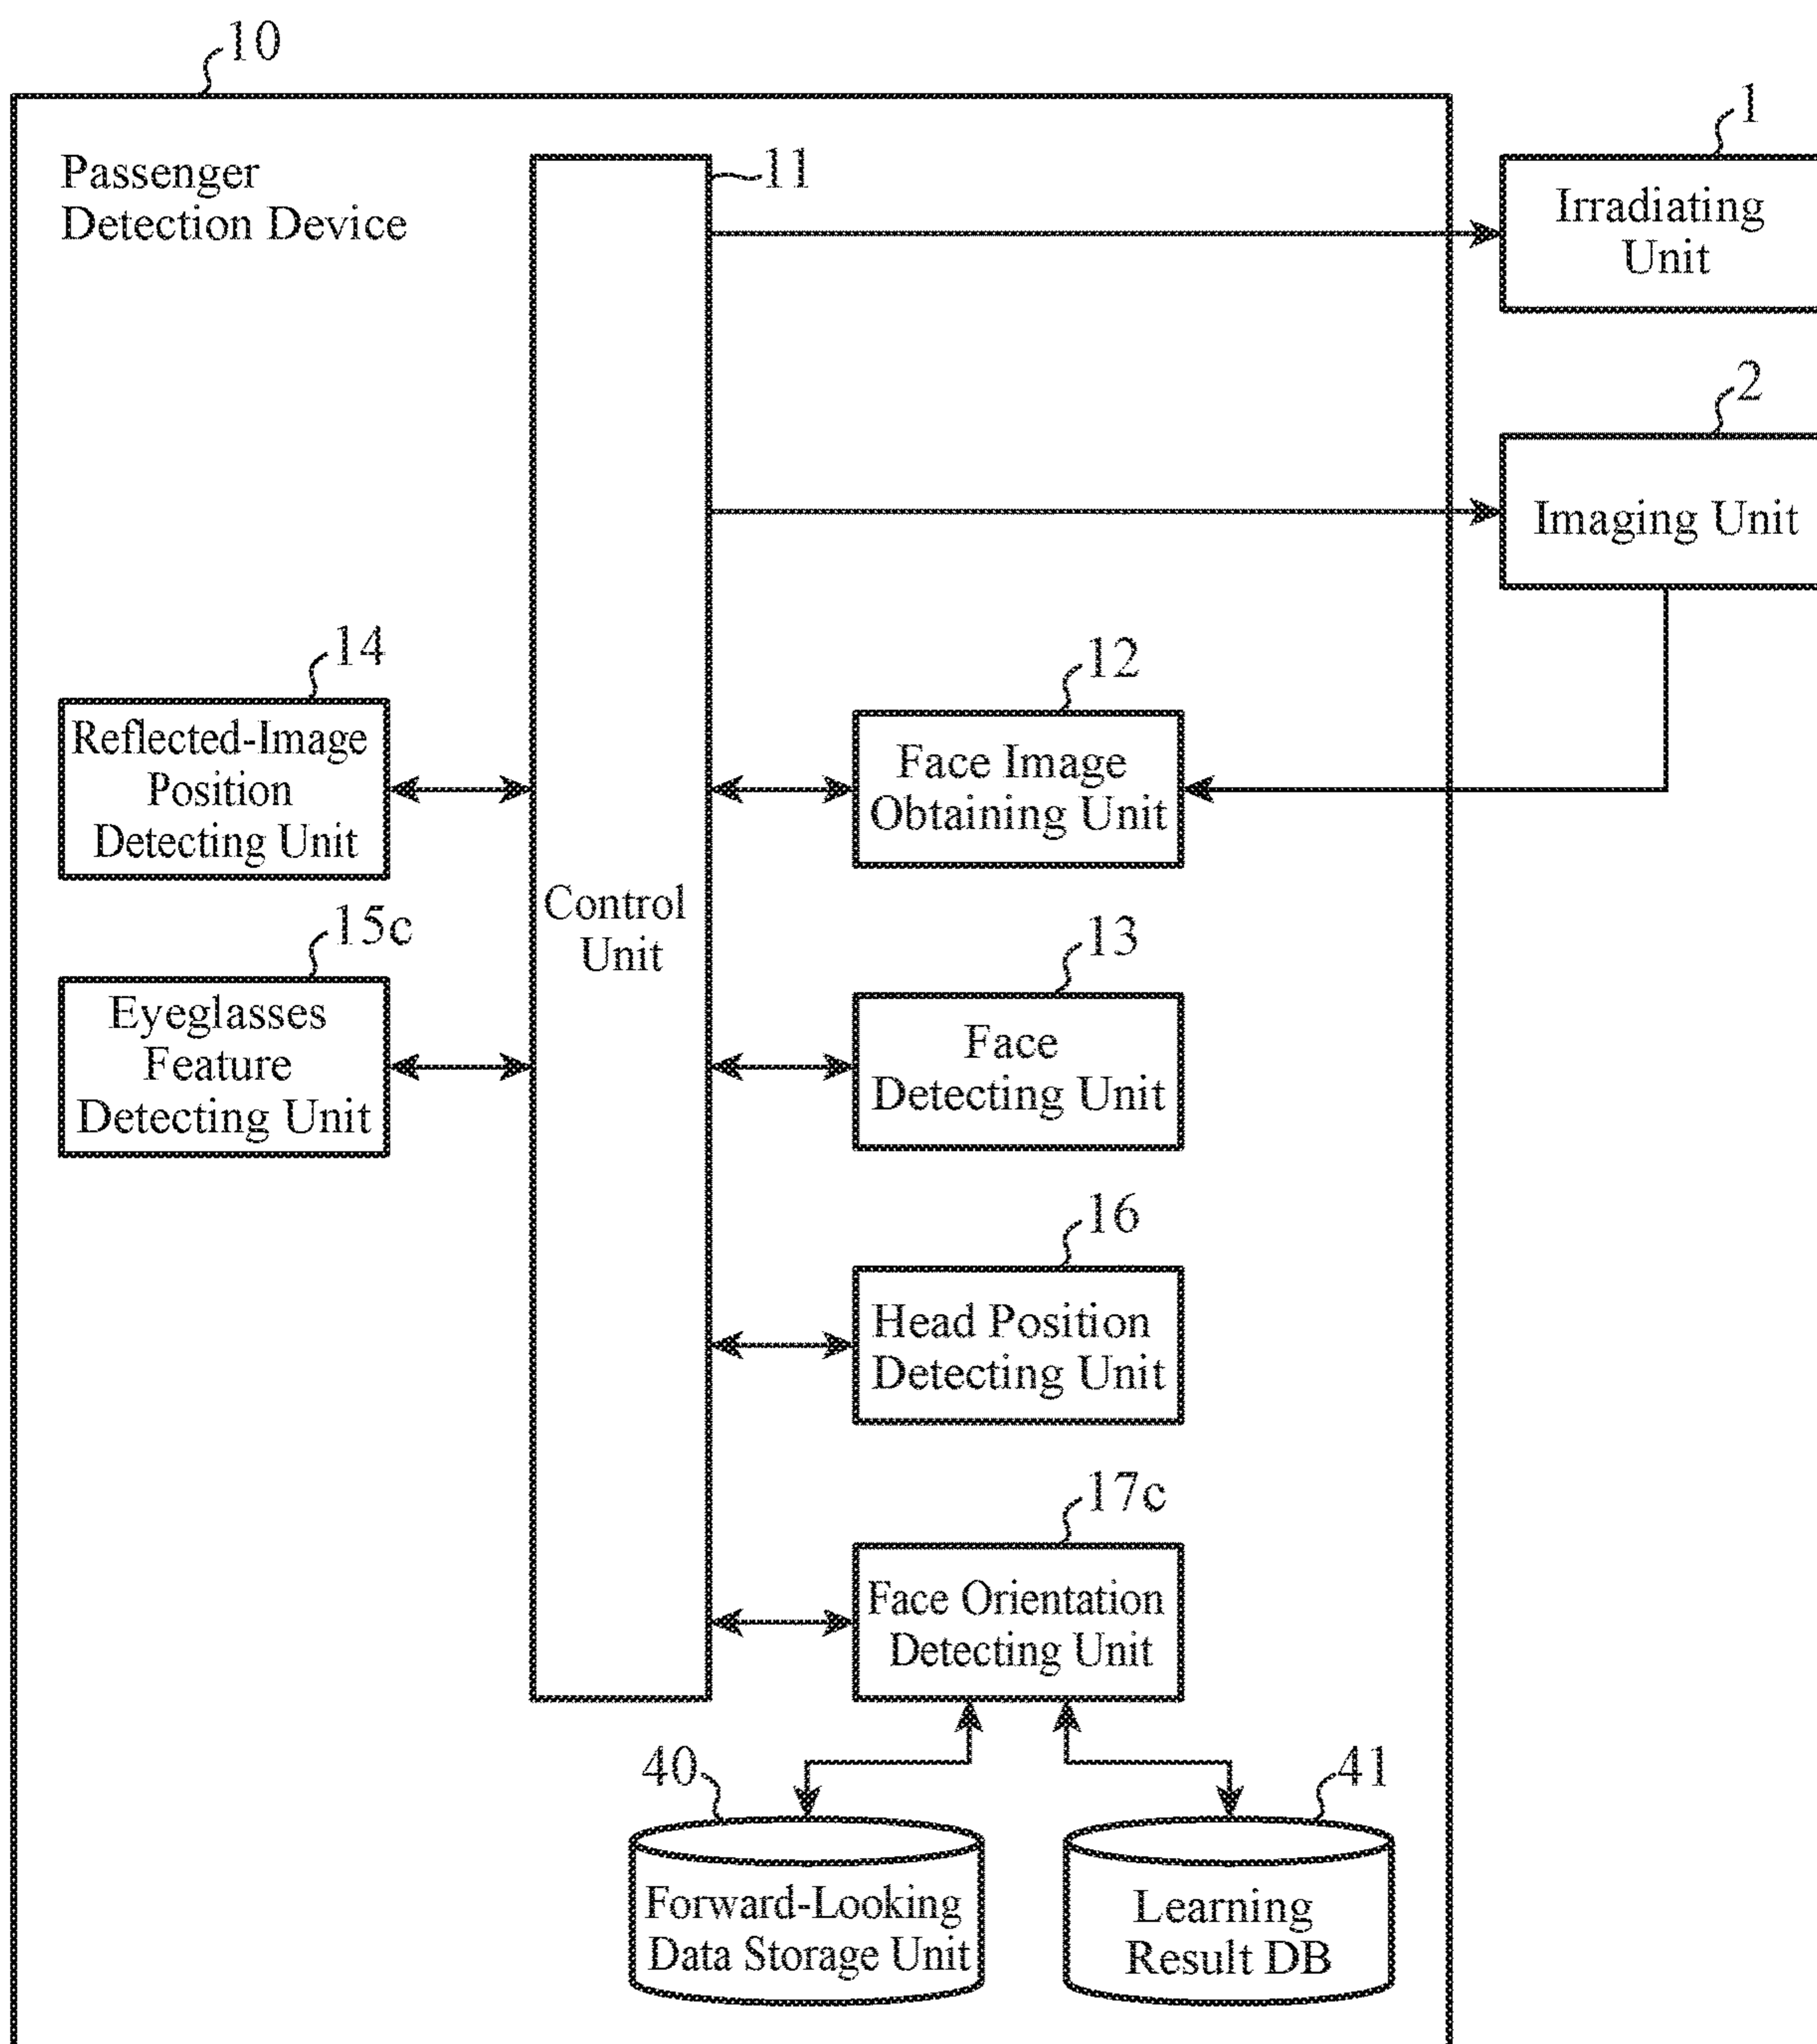 10
Passenger
Detection Device
11
1
Irradiating
Unit
2
Imaging Unit
14
Reflected-Image
Position
Detecting Unit
12
Face Image
Obtaining Unit
Control
Unit
15c
Eyeglasses
Feature
Detecting Unit
13
Face
Detecting Unit
16
Head Position
Detecting Unit
17c
Face Orientation
Detecting Unit
40
Forward-Looking
Data Storage Unit
41
Learning
Result DB